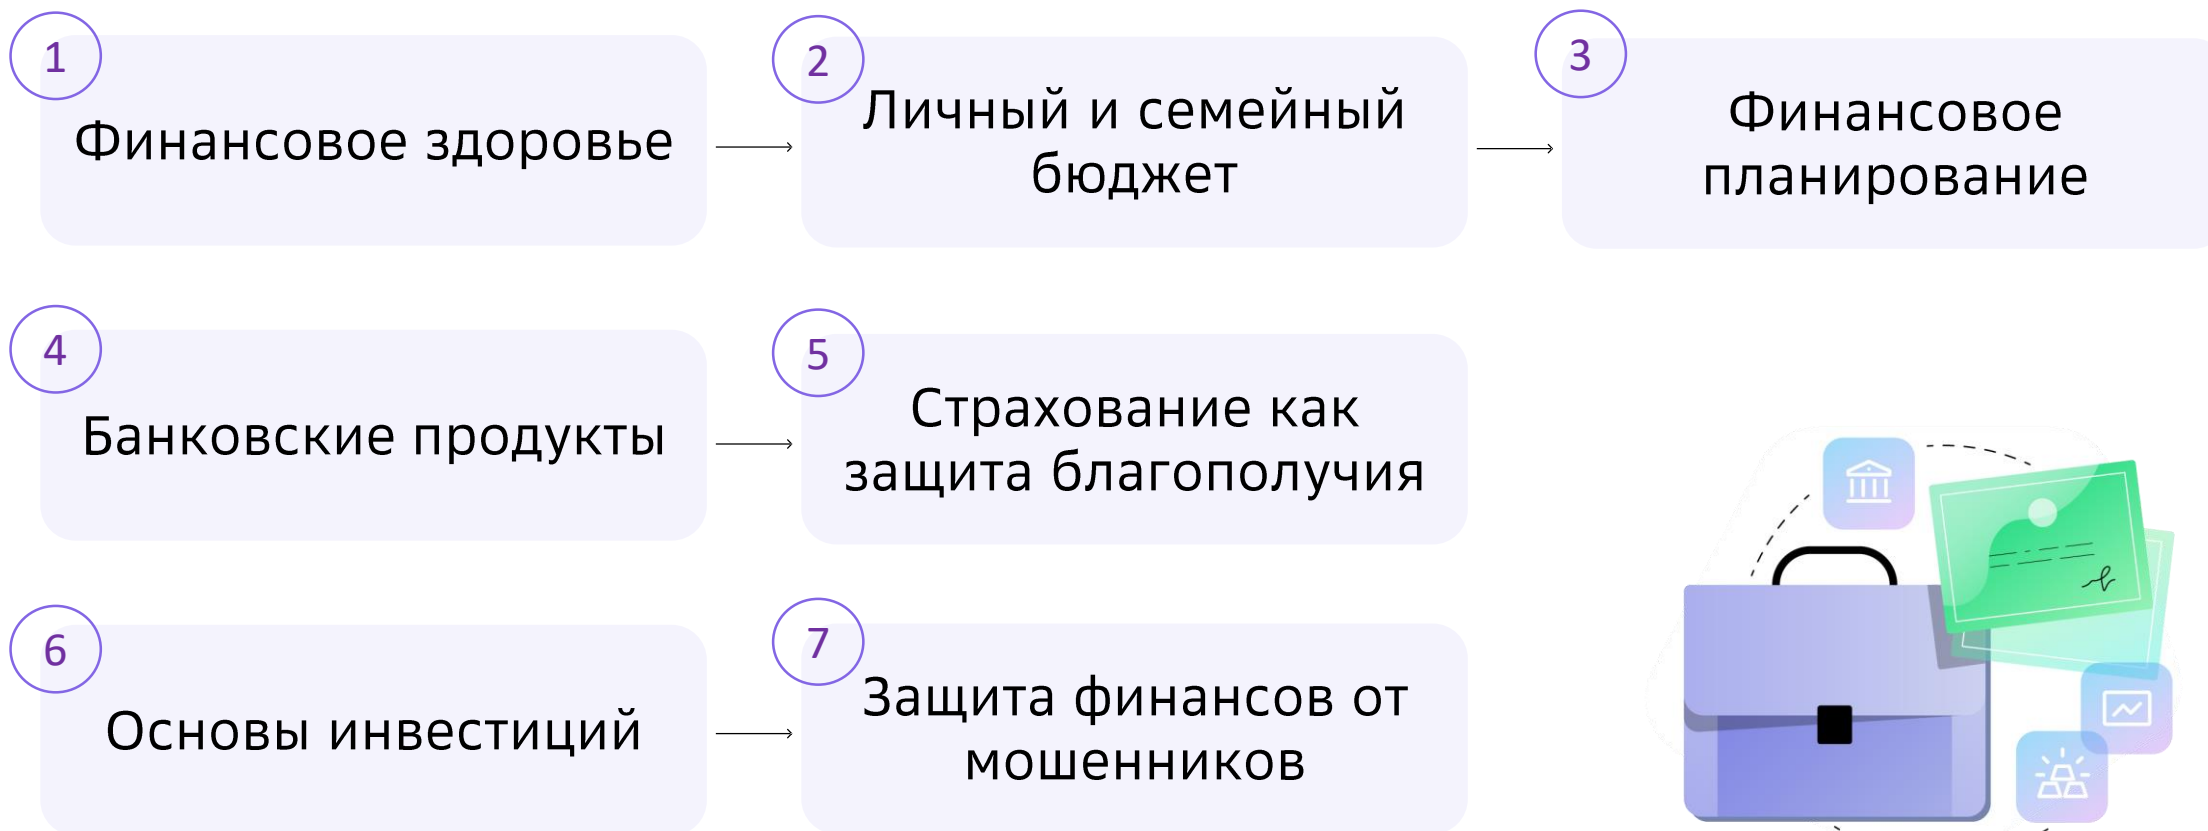 1
Финансовое здоровье
2
Личный и семейный
бюджет
3
Финансовое
планирование
4
Банковские продукты
5
Страхование как
защита благополучия
6
Основы инвестиций
7
Защита финансов от
мошенников